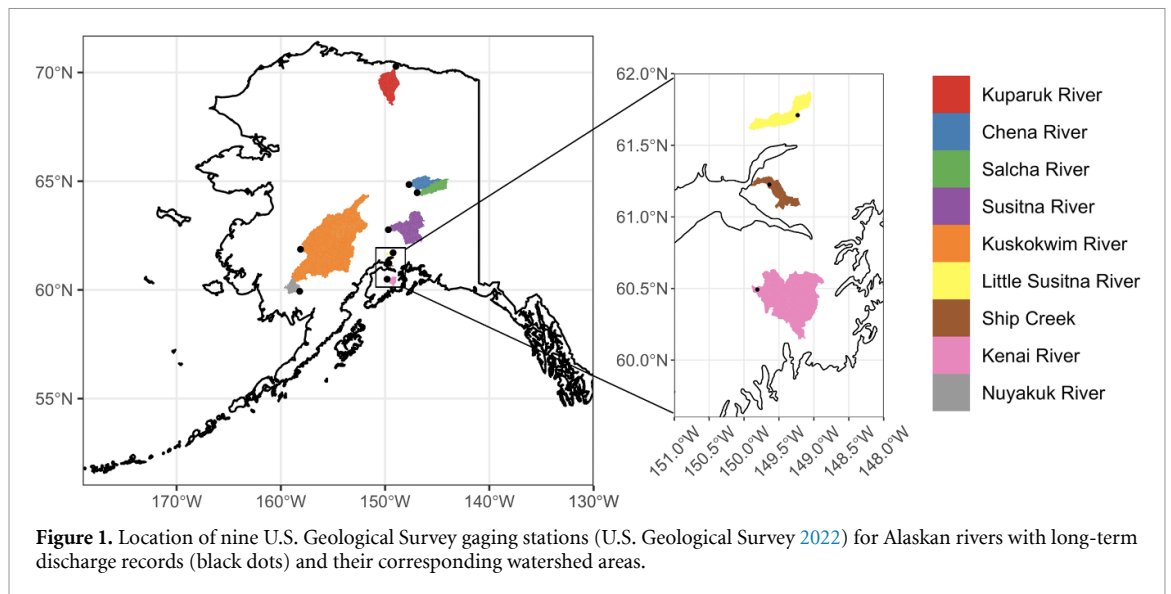 70°N
65°N
60°N
55°N
170°W
160°W
150°W
140°W
130°W
62.0°N
61.5°N
61.0°N
60.5°N
60.0°N
151.0°W
150.5°W
150.0°W
149.5°W
149.0°W
148.5°W
148.0°W
Kuparuk River
Chena River
Salcha River
Susitna River
Kuskokwim River
Little Susitna River
Ship Creek
Kenai River
Nuyakuk River
Figure 1. Location of nine U.S. Geological Survey gaging stations (U.S. Geological Survey 2022) for Alaskan rivers with long-term
discharge records (black dots) and their corresponding watershed areas.